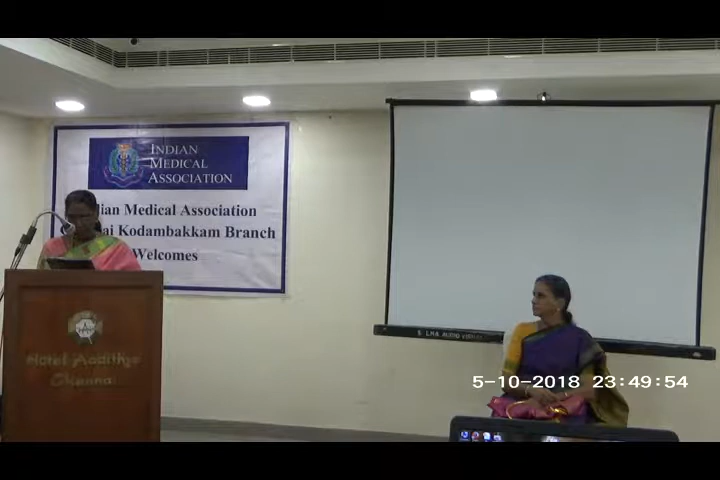 INDIAN
MEDICAL
ASSOCIATION
dian Medical Association
ai Kodambakkam Branch
Welcomes
Hotel Aadithya
Chennai
5-10-2018 23:49:54